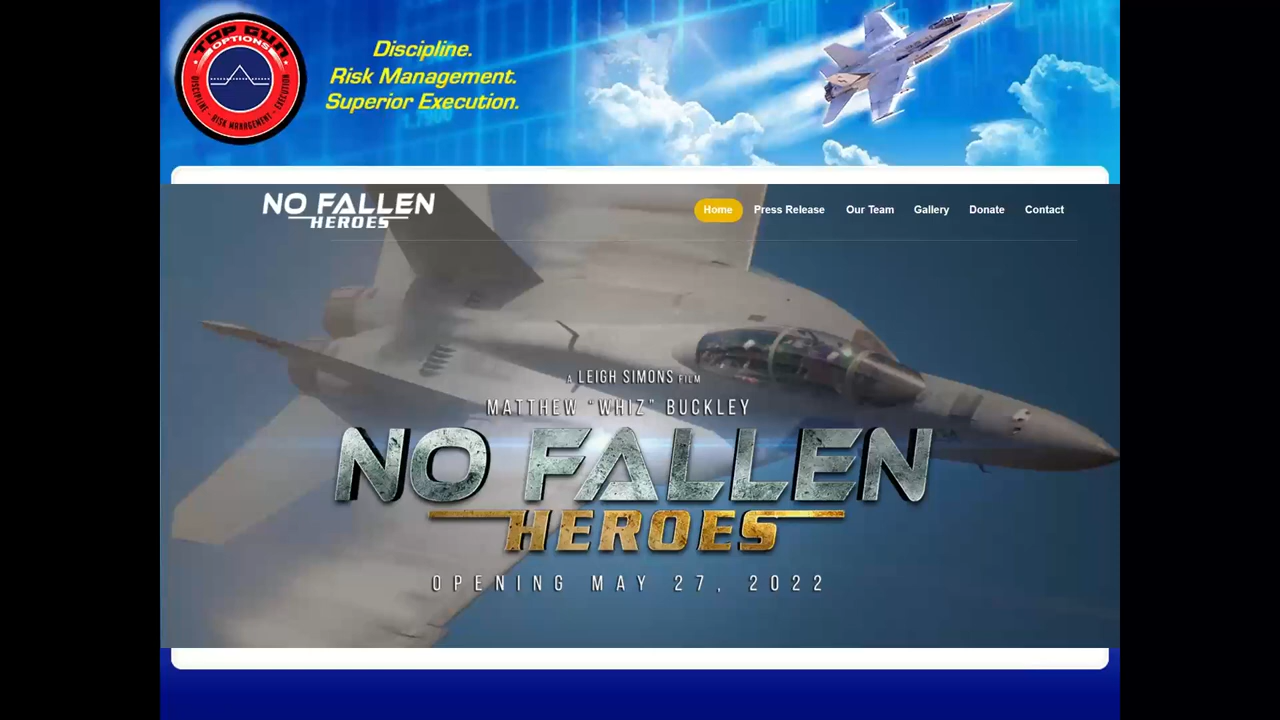 TOP GUN
OPTIONS
DISCIPLINE - RISK MANAGEMENT - EXECUTION
Discipline.
Risk Management.
Superior Execution.
NO FALLEN
HEROES
Home Press Release Our Team Gallery Donate Contact
A LEIGH SIMONS FILM
MATTHEW "WHIZ" BUCKLEY
NO FALLEN
HEROES
OPENING MAY 27, 2022